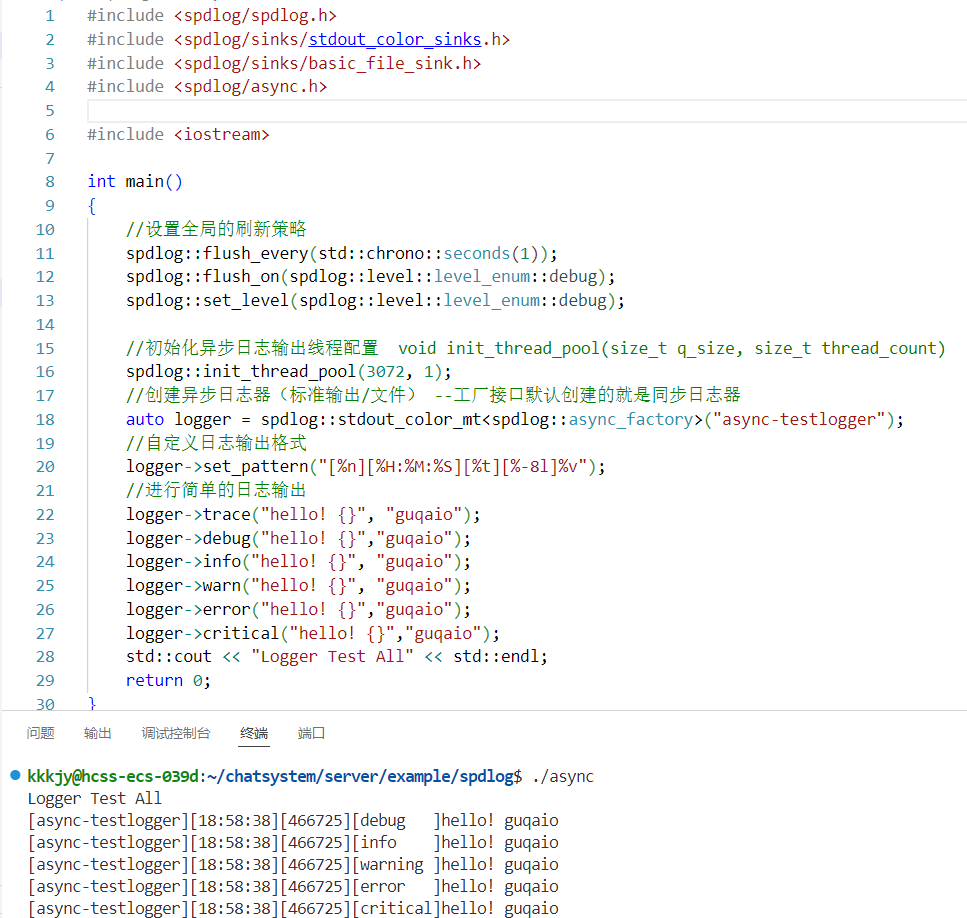 1 #include <spdlog/spdlog.h>
2 #include <spdlog/sinks/stdout_color_sinks.h>
3 #include <spdlog/sinks/basic_file_sink.h>
4 #include <spdlog/async.h>
5
6 #include <iostream>
7
8 int main()
9 {
10 //设置全局的刷新策略
11 spdlog::flush_every(std::chrono::seconds(1));
12 spdlog::flush_on(spdlog::level::level_enum::debug);
13 spdlog::set_level(spdlog::level::level_enum::debug);
14
15 //初始化异步日志输出线程配置  void init_thread_pool(size_t q_size, size_t thread_count)
16 spdlog::init_thread_pool(3072, 1);
17 //创建异步日志器（标准输出/文件） --工厂接口默认创建的就是同步日志器
18 auto logger = spdlog::stdout_color_mt<spdlog::async_factory>("async-testlogger");
19 //自定义日志输出格式
20 logger->set_pattern("[%n][%H:%M:%S][%t][%-8l]%v");
21 //进行简单的日志输出
22 logger->trace("hello! {}", "guqaio");
23 logger->debug("hello! {}","guqaio");
24 logger->info("hello! {}", "guqaio");
25 logger->warn("hello! {}", "guqaio");
26 logger->error("hello! {}","guqaio");
27 logger->critical("hello! {}","guqaio");
28 std::cout << "Logger Test All" << std::endl;
29 return 0;
30 }
问题 输出 调试控制台 终端 端口
kkkjy@hcss-ecs-039d:~/chatsystem/server/example/spdlog$ ./async
Logger Test All
[async-testlogger][18:58:38][466725][debug   ]hello! guqaio
[async-testlogger][18:58:38][466725][info    ]hello! guqaio
[async-testlogger][18:58:38][466725][warning ]hello! guqaio
[async-testlogger][18:58:38][466725][error   ]hello! guqaio
[async-testlogger][18:58:38][466725][critical]hello! guqaio